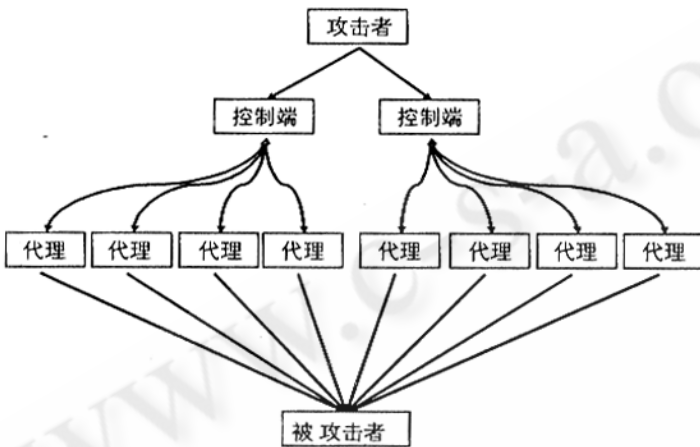 攻击者
控制端 控制端
代理 代理 代理 代理 代理 代理 代理 代理
被攻击者
www.c-s-a.o